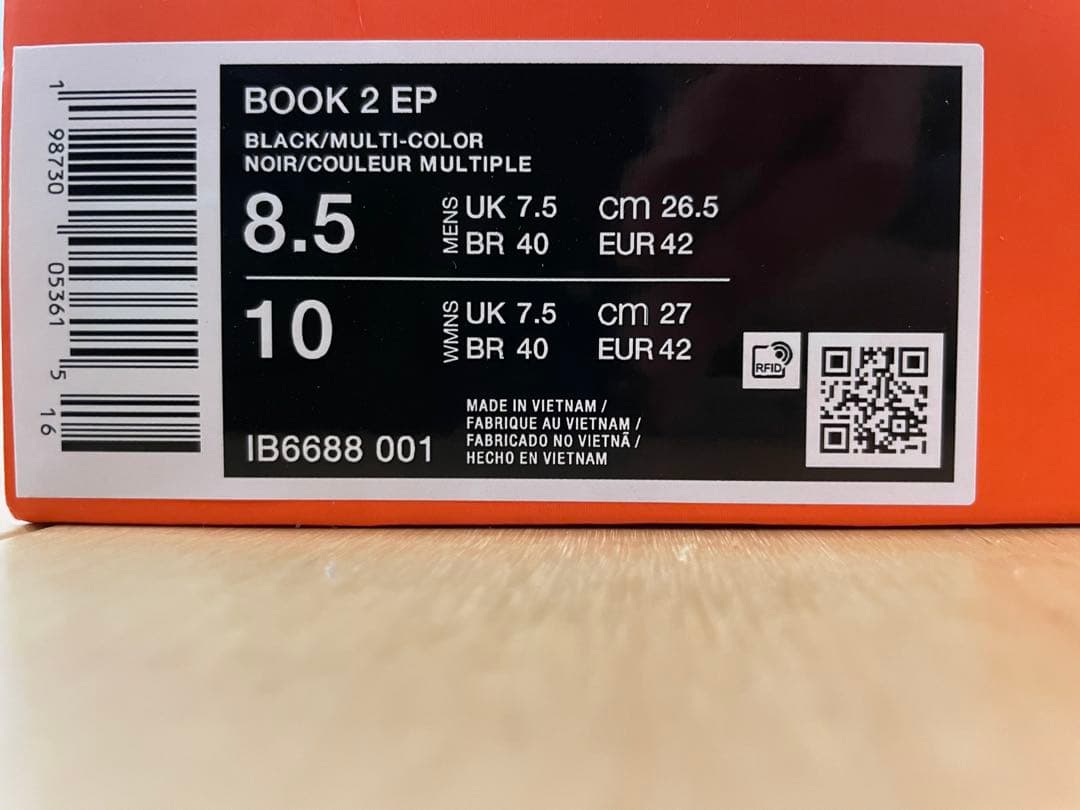 BOOK 2 EP
BLACK/MULTI-COLOR
NOIR/COULEUR MULTIPLE
8.5
MENS
UK 7.5 cm 26.5
BR 40 EUR 42
10
WMNS
UK 7.5 cm 27
BR 40 EUR 42
RFID
IB6688 001
MADE IN VIETNAM /
FABRIQUE AU VIETNAM /
FABRICADO NO VIETNÃ /
HECHO EN VIETNAM
1 98730 05361 5 16